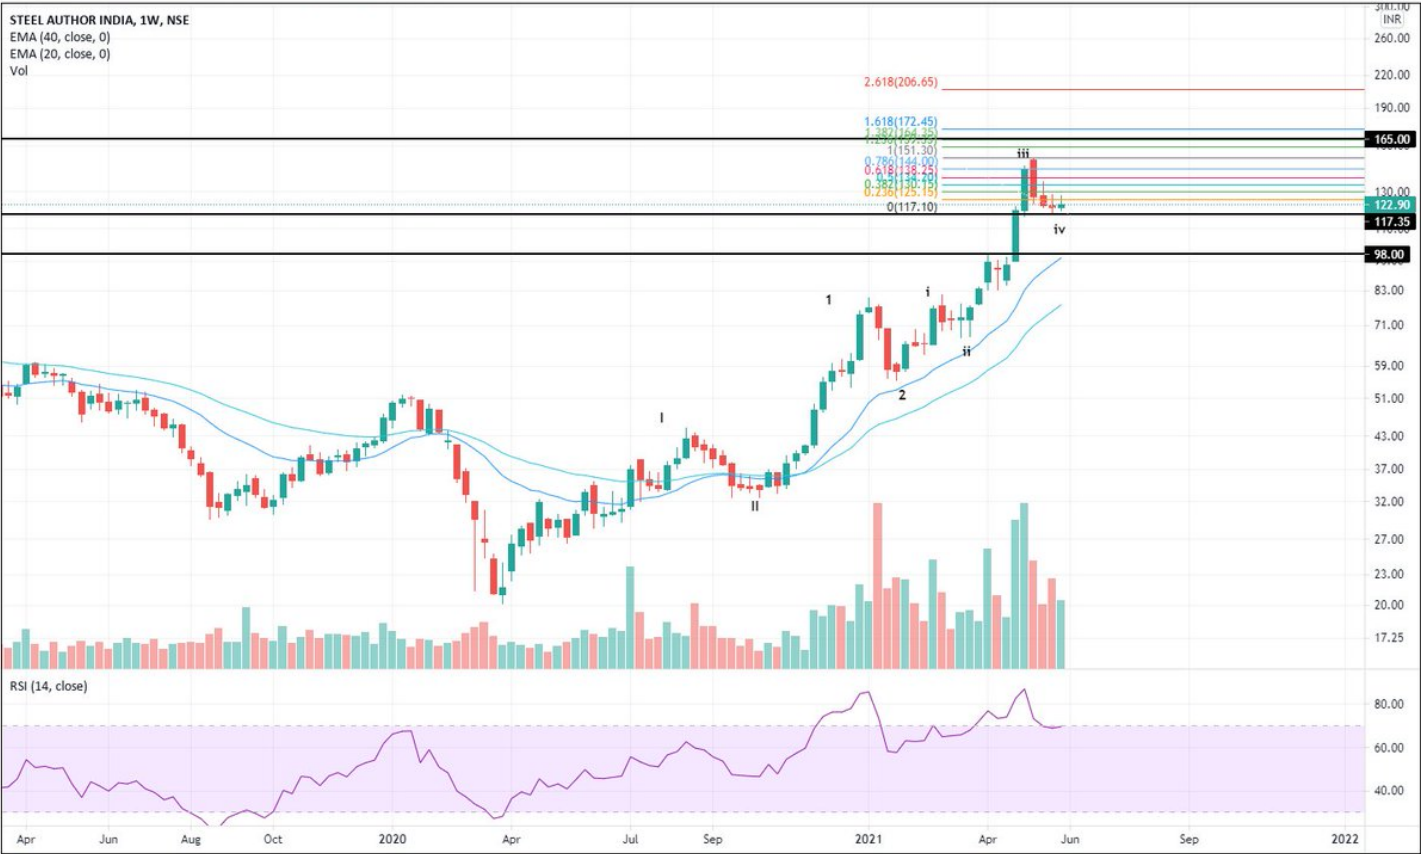 STEEL AUTHOR INDIA, 1W, NSE
EMA (40, close, 0)
EMA (20, close, 0)
Vol
300.00
INR
260.00
220.00
190.00
165.00
130.00
122.90
117.35
98.00
83.00
71.00
59.00
51.00
43.00
37.00
32.00
27.00
23.00
20.00
17.25
2.618(206.65)
1.618(172.45)
1.382(164.35)
1(151.30)
0.786(144.00)
0.618(138.25)
0.5(134.20)
0.382(130.15)
0.236(125.15)
0(117.10)
iii
iv
1
i
ii
2
I
II
RSI (14, close)
80.00
60.00
40.00
Apr Jun Aug Oct 2020 Apr Jul Sep 2021 Apr Jun Sep 2022